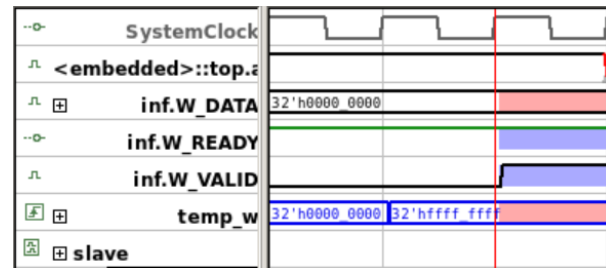 SystemClock
<embedded>::top.a
inf.W_DATA 32'h0000_0000
inf.W_READY
inf.W_VALID
temp_w 32'h0000_0000 32'hffff_ffff
slave